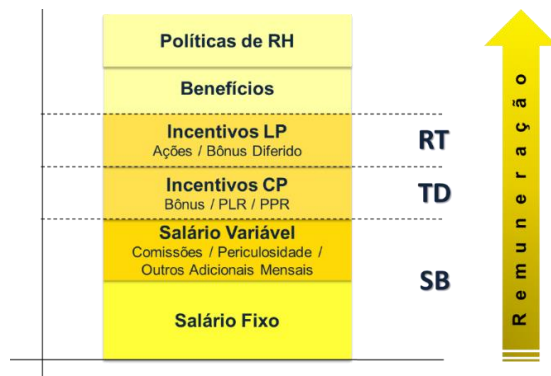 Políticas de RH
Benefícios
Incentivos LP
Ações / Bônus Diferido
RT
Incentivos CP
Bônus / PLR / PPR
TD
Salário Variável
Comissões / Periculosidade /
Outros Adicionais Mensais
SB
Salário Fixo
Remuneração